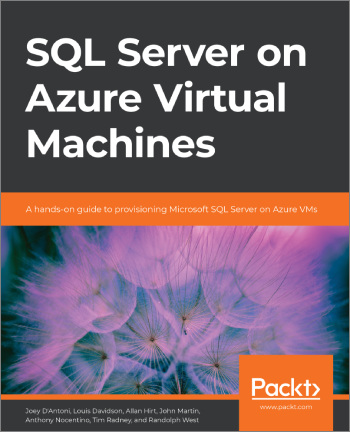 SQL Server on
Azure Virtual
Machines
A hands-on guide to provisioning Microsoft SQL Server on Azure VMs
Packt>
www.packt.com
Joey D'Antoni, Louis Davidson, Allan Hirt, John Martin,
Anthony Nocentino, Tim Radney, and Randolph West